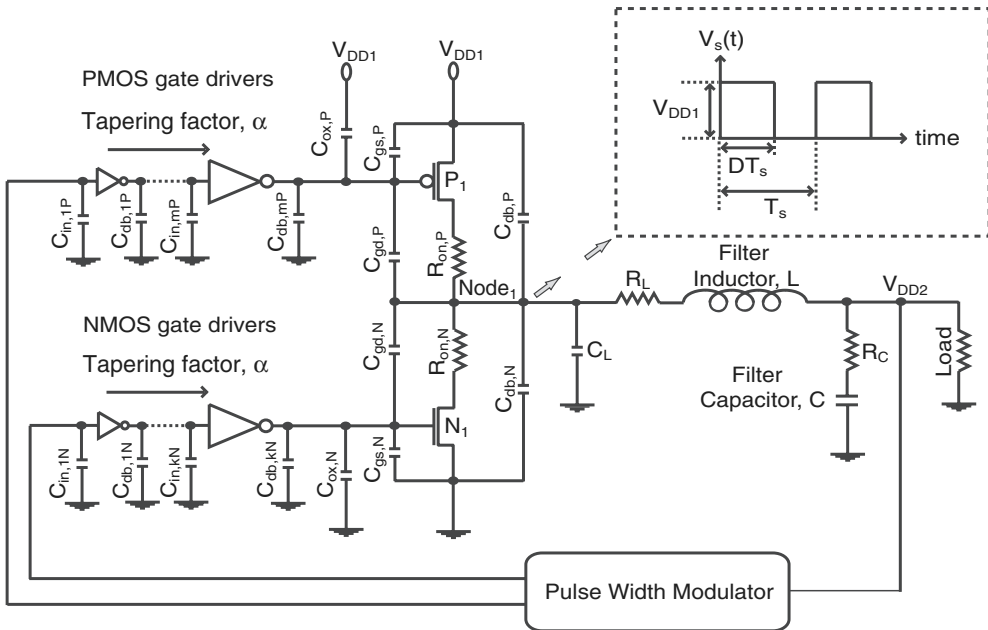 PMOS gate drivers
Tapering factor, α
V_DD1
V_DD1
V_s(t)
V_DD1
time
DT_s
T_s
C_in,1P
C_db,1P
C_in,mP
C_db,mP
C_ox,P
C_gs,P
P_1
C_gd,P
R_on,P
C_db,P
Node_1
NMOS gate drivers
Tapering factor, α
C_in,1N
C_db,1N
C_in,kN
C_db,kN
C_ox,N
C_gs,N
N_1
C_gd,N
R_on,N
C_db,N
C_L
R_L
Filter
Inductor, L
V_DD2
R_C
Filter
Capacitor, C
Load
Pulse Width Modulator